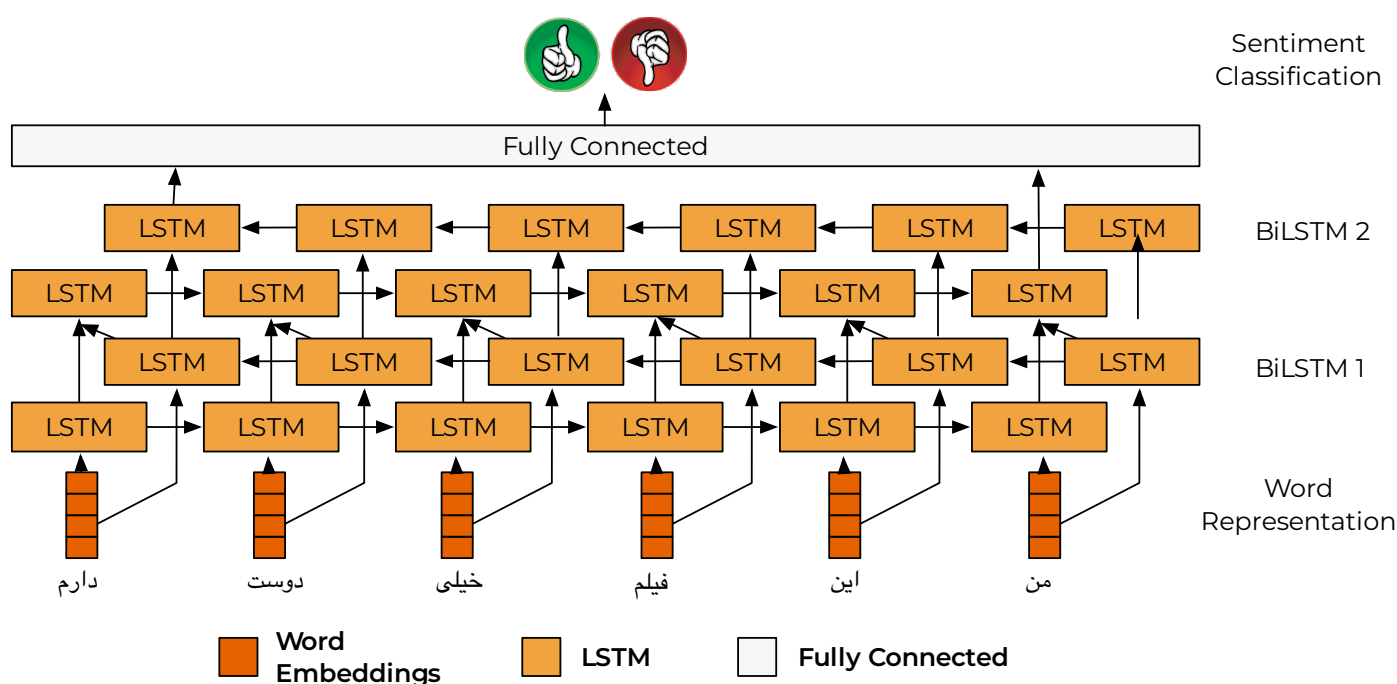 Sentiment
Classification
Fully Connected
LSTM LSTM LSTM LSTM LSTM LSTM
BiLSTM 2
LSTM LSTM LSTM LSTM LSTM LSTM
LSTM LSTM LSTM LSTM LSTM LSTM
BiLSTM 1
LSTM LSTM LSTM LSTM LSTM LSTM
Word
Representation
من این فیلم خیلی دوست دارم
Word
Embeddings
LSTM
Fully Connected